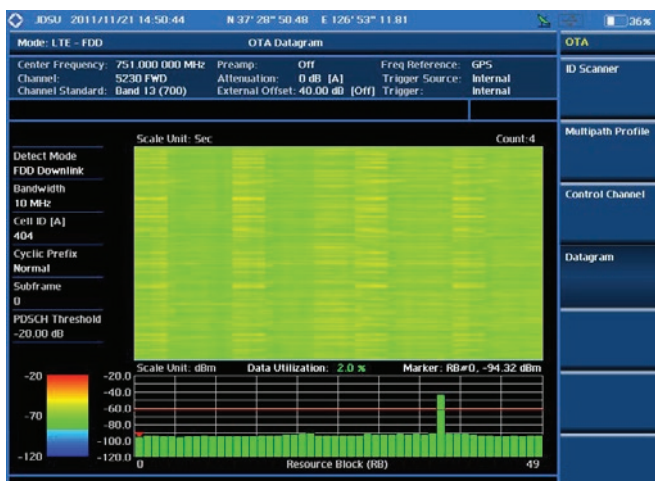 JDSU 2011/11/21 14:50:44 N 37° 28" 50.48 E 126° 53" 11.81 36%
Mode: LTE - FDD OTA Datagram OTA
Center Frequency: 751.000 000 MHz Preamp: Off Freq Reference: GPS
Channel: 5230 FWD Attenuation: 0 dB [A] Trigger Source: Internal
Channel Standard: Band 13 (700) External Offset: 40.00 dB [Off] Trigger: Internal
ID Scanner
Multipath Profile
Control Channel
Datagram
Scale Unit: Sec Count:4
Detect Mode
FDD Downlink
Bandwidth
10 MHz
Cell ID [A]
404
Cyclic Prefix
Normal
Subframe
0
PDSCH Threshold
-20.00 dB
Scale Unit: dBm Data Utilization: 2.0 % Marker: RB#0, -94.32 dBm
-20
-70
-120
-20.0
-40.0
-60.0
-80.0
-100.0
-120.0
0 Resource Block (RB) 49